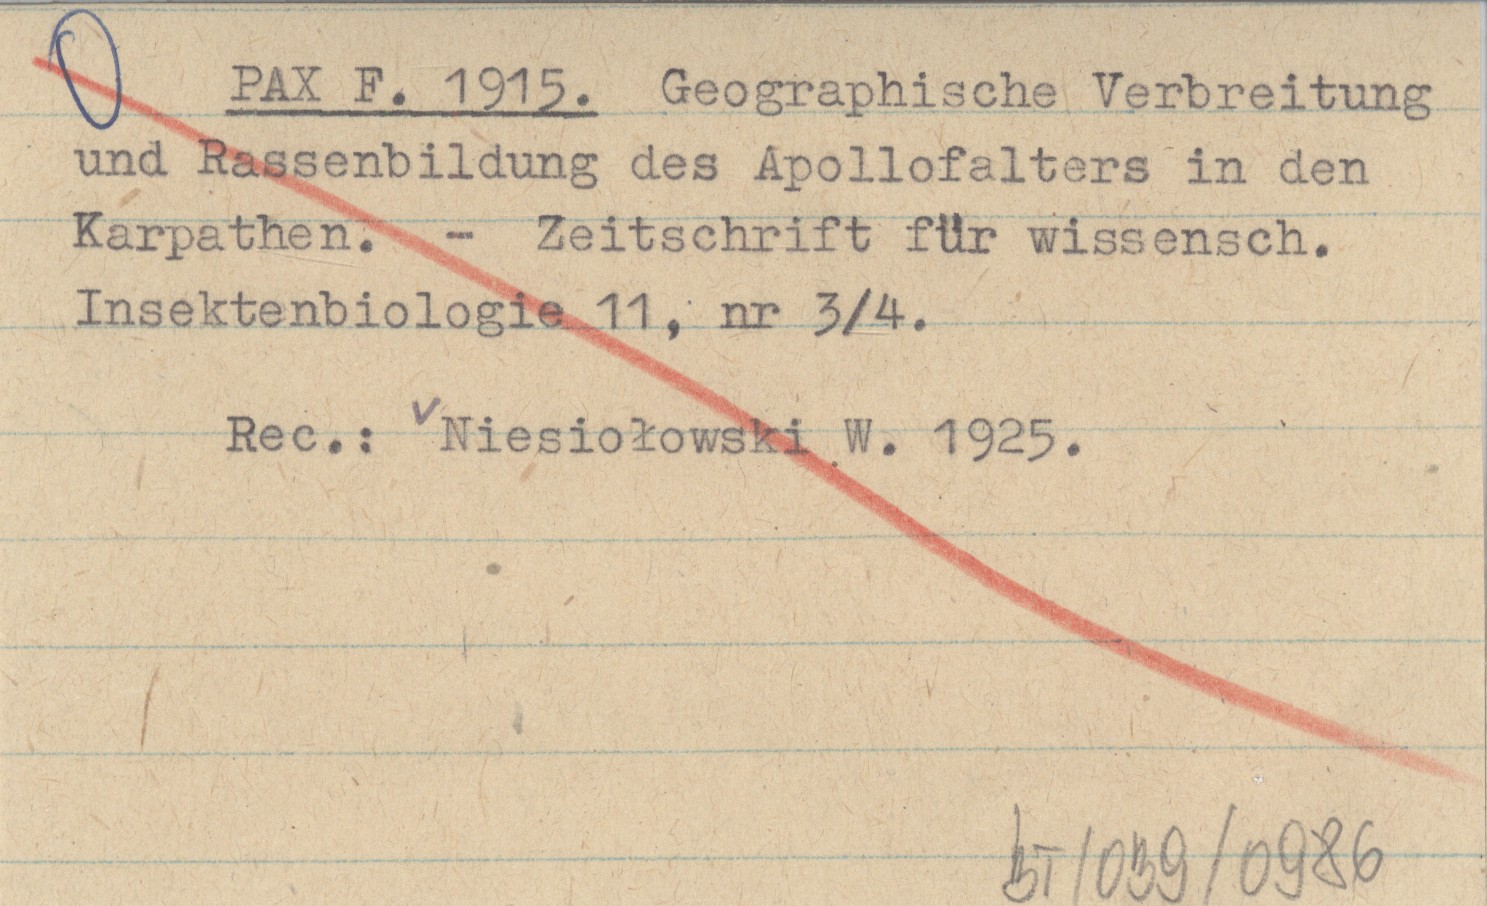 PAX F. 1915. Geographische Verbreitung
und Rassenbildung des Apollofalters in den
Karpathen. - Zeitschrift für wissensch.
Insektenbiologie 11, nr 3/4.
Rec.: Niesiołowski W. 1925.
BT/039/0986